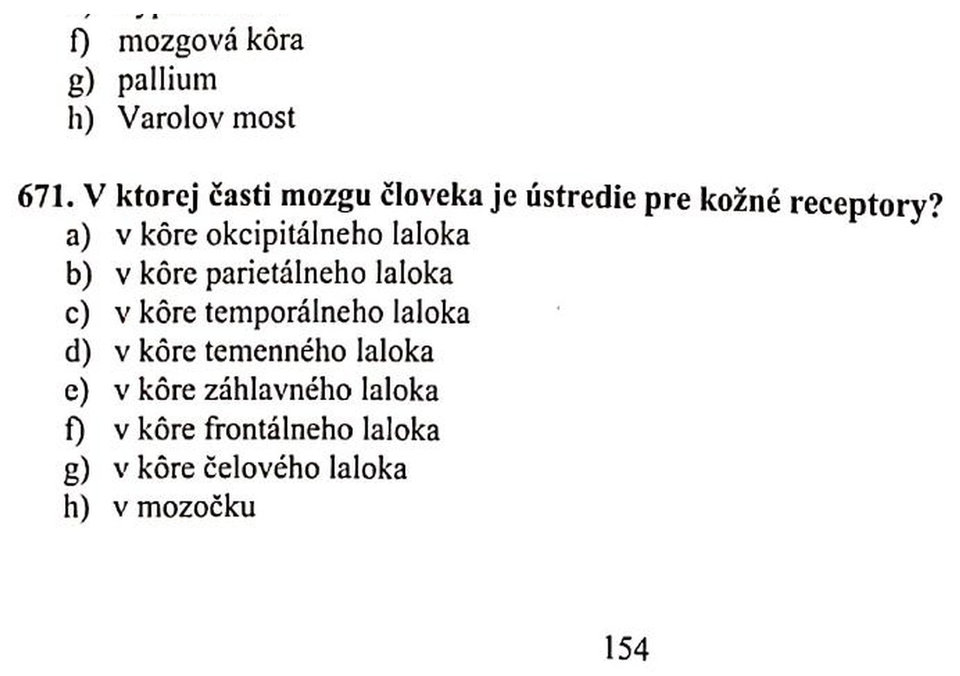 f) mozgová kôra
g) pallium
h) Varolov most
671. V ktorej časti mozgu človeka je ústredie pre kožné receptory?
a) v kôre okcipitálneho laloka
b) v kôre parietálneho laloka
c) v kôre temporálneho laloka
d) v kôre temenného laloka
e) v kôre záhlavného laloka
f) v kôre frontálneho laloka
g) v kôre čelového laloka
h) v mozočku
154